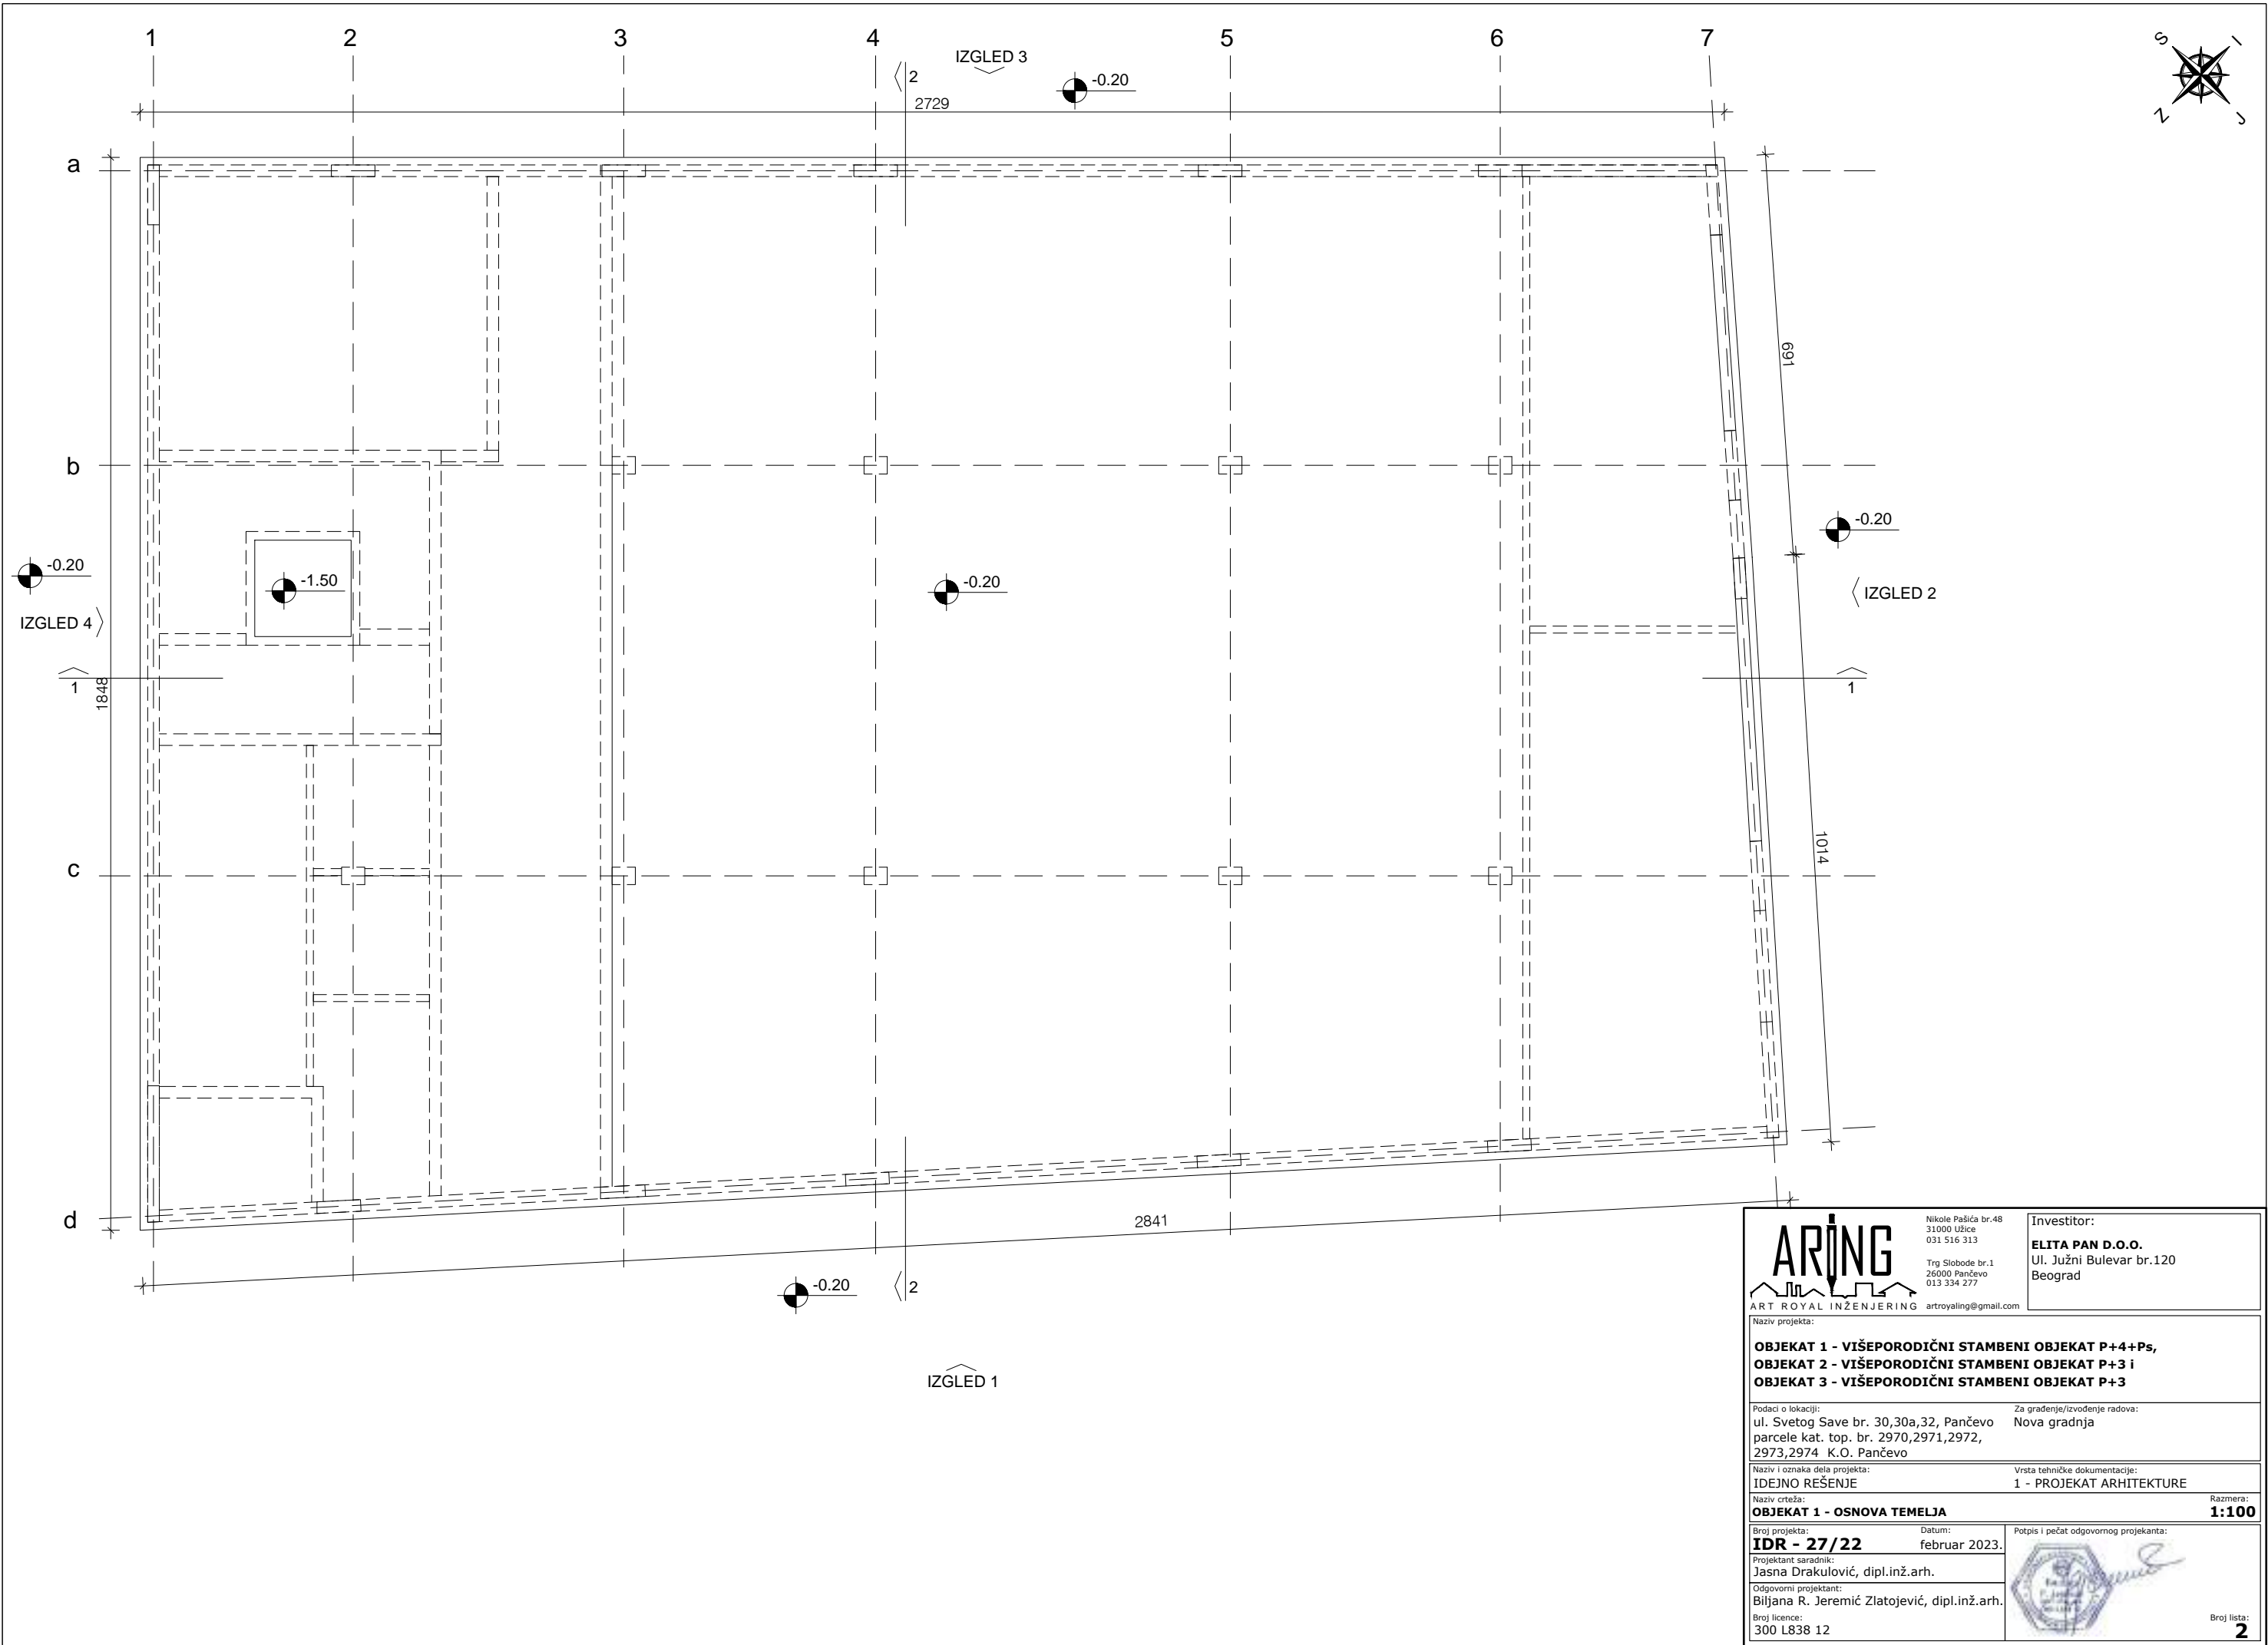 1 2 3 4 5 6 7
IZGLED 3
2
-0.20
2729
S I
Z J
a
b
c
d
691
-0.20
-0.20
-1.50
-0.20
IZGLED 4
IZGLED 2
1
1848
1
1014
2841
-0.20
2
IZGLED 1
ARING
ART ROYAL INŽENJERING
Nikole Pašića br.48
31000 Užice
031 516 313
Trg Slobode br.1
26000 Pančevo
013 334 277
artroyaling@gmail.com
Investitor:
ELITA PAN D.O.O.
Ul. Južni Bulevar br.120
Beograd
Naziv projekta:
OBJEKAT 1 - VIŠEPORODIČNI STAMBENI OBJEKAT P+4+Ps,
OBJEKAT 2 - VIŠEPORODIČNI STAMBENI OBJEKAT P+3 i
OBJEKAT 3 - VIŠEPORODIČNI STAMBENI OBJEKAT P+3
Podaci o lokaciji:
ul. Svetog Save br. 30,30a,32, Pančevo
parcele kat. top. br. 2970,2971,2972,
2973,2974 K.O. Pančevo
Za građenje/izvođenje radova:
Nova gradnja
Naziv i oznaka dela projekta:
IDEJNO REŠENJE
Vrsta tehničke dokumentacije:
1 - PROJEKAT ARHITEKTURE
Naziv crteža:
OBJEKAT 1 - OSNOVA TEMELJA
Razmera:
1:100
Broj projekta:
IDR - 27/22
Datum:
februar 2023.
Potpis i pečat odgovornog projekanta:
Projektant saradnik:
Jasna Drakulović, dipl.inž.arh.
Odgovorni projektant:
Biljana R. Jeremić Zlatojević, dipl.inž.arh.
Broj licence:
300 L838 12
Broj lista:
2